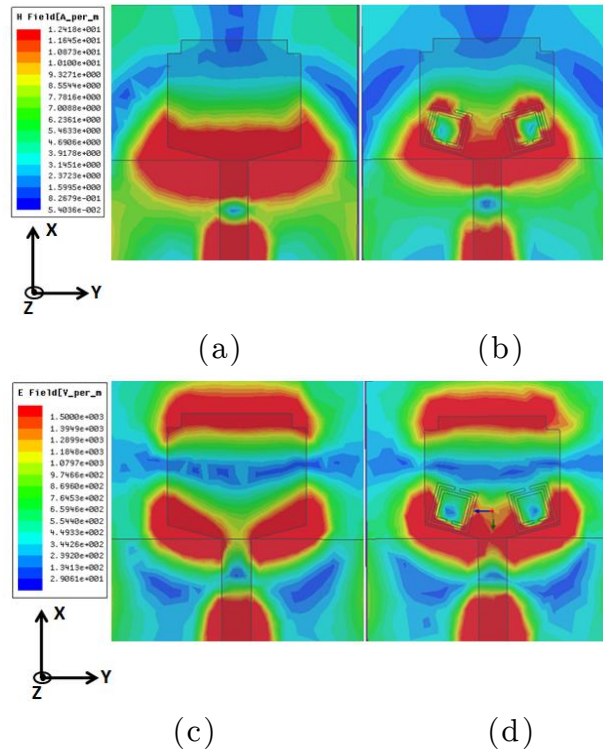 H Field[A_per_m
1.2418e+001
1.1645e+001
1.0873e+001
1.0100e+001
9.3271e+000
8.5544e+000
7.7816e+000
7.0088e+000
6.2361e+000
5.4633e+000
4.6906e+000
3.9178e+000
3.1451e+000
2.3723e+000
1.5995e+000
8.2679e-001
5.4036e-002
X
Y
Z
(a)
(b)
E Field[V_per_m
1.5000e+003
1.3949e+003
1.2899e+003
1.1848e+003
1.0797e+003
9.7466e+002
8.6960e+002
7.6453e+002
6.5946e+002
5.5440e+002
4.4933e+002
3.4426e+002
2.3920e+002
1.3413e+002
2.9061e+001
X
Y
Z
(c)
(d)